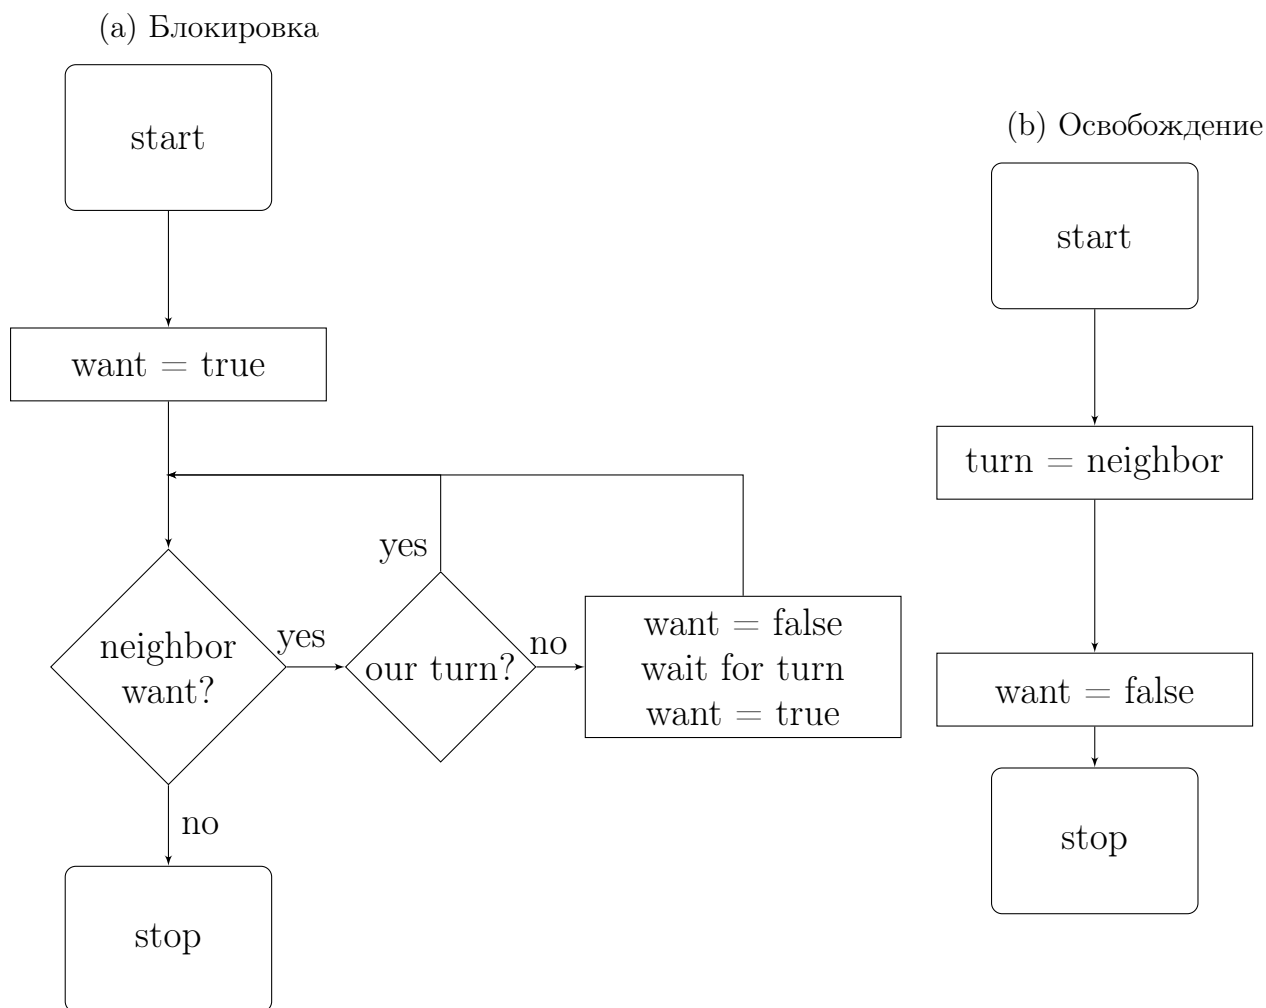 (a) Блокировка
start
want = true
neighbor
want?
yes
our turn?
yes
no
want = false
wait for turn
want = true
no
stop
(b) Освобождение
start
turn = neighbor
want = false
stop